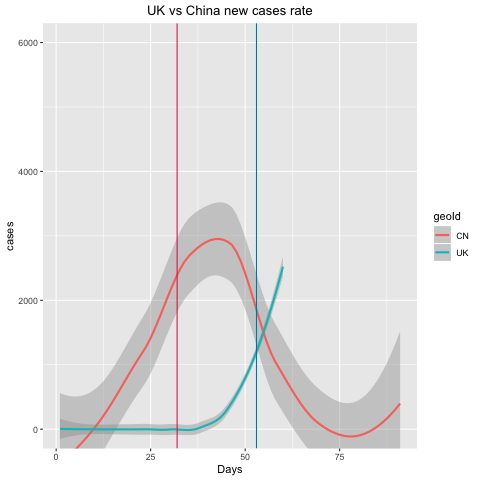 UK vs China new cases rate
6000
4000
2000
0
cases
0 25 50 75
Days
geoId
CN
UK